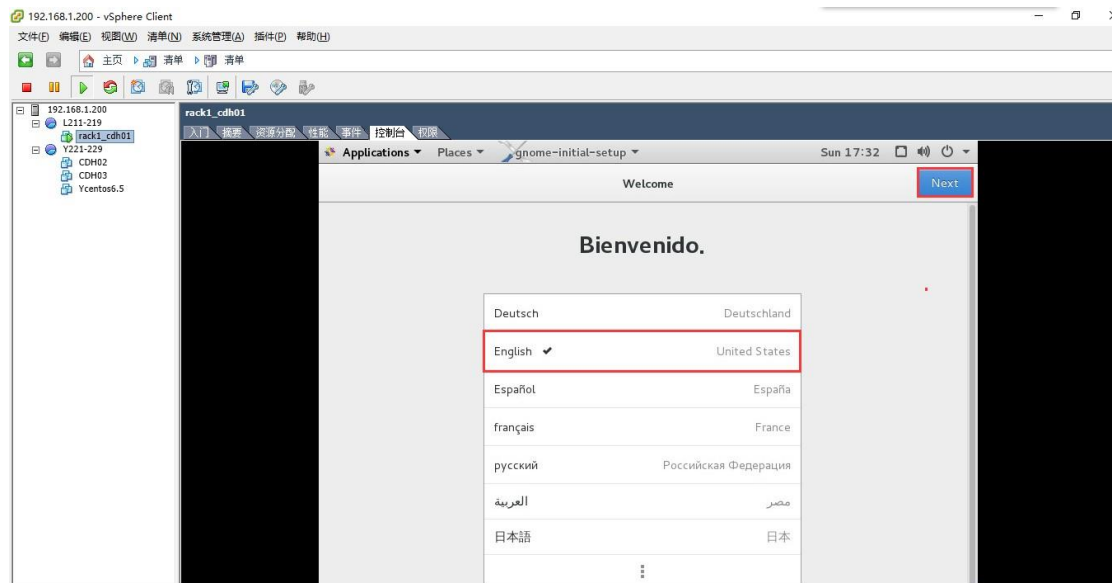 192.168.1.200 - vSphere Client
文件(F) 编辑(E) 视图(W) 清单(N) 系统管理(A) 插件(P) 帮助(H)
主页 清单 清单
192.168.1.200
L211-219
rack1_cdh01
Y221-229
CDH02
CDH03
Ycentos6.5
rack1_cdh01
入门 摘要 资源分配 性能 事件 控制台 权限
Applications Places gnome-initial-setup Sun 17:32
Welcome Next
Bienvenido.
Deutsch Deutschland
English United States
Español España
français France
русский Российская Федерация
العربية مصر
日本語 日本